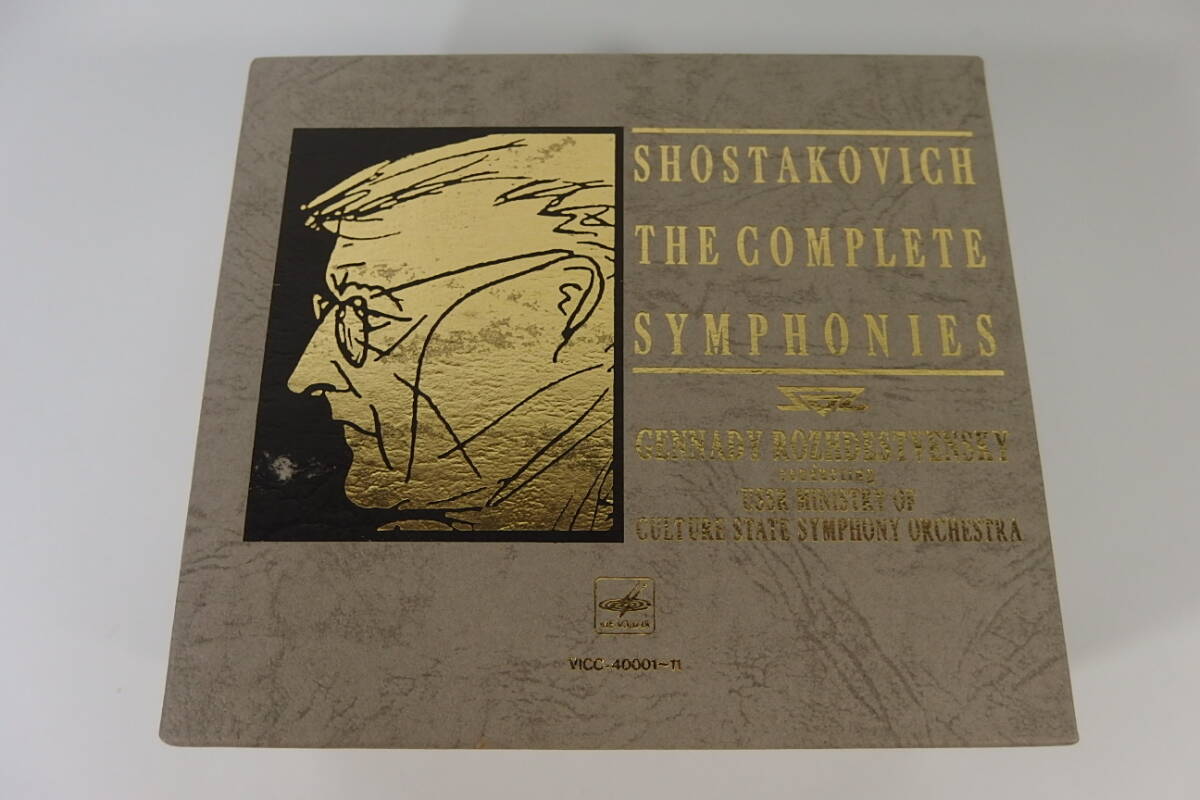 SHOSTAKOVICH
THE COMPLETE
SYMPHONIES
GENNADY ROZHDESTVENSKY
conducting
USSR MINISTRY OF
CULTURE STATE SYMPHONY ORCHESTRA
VICC-40001~11